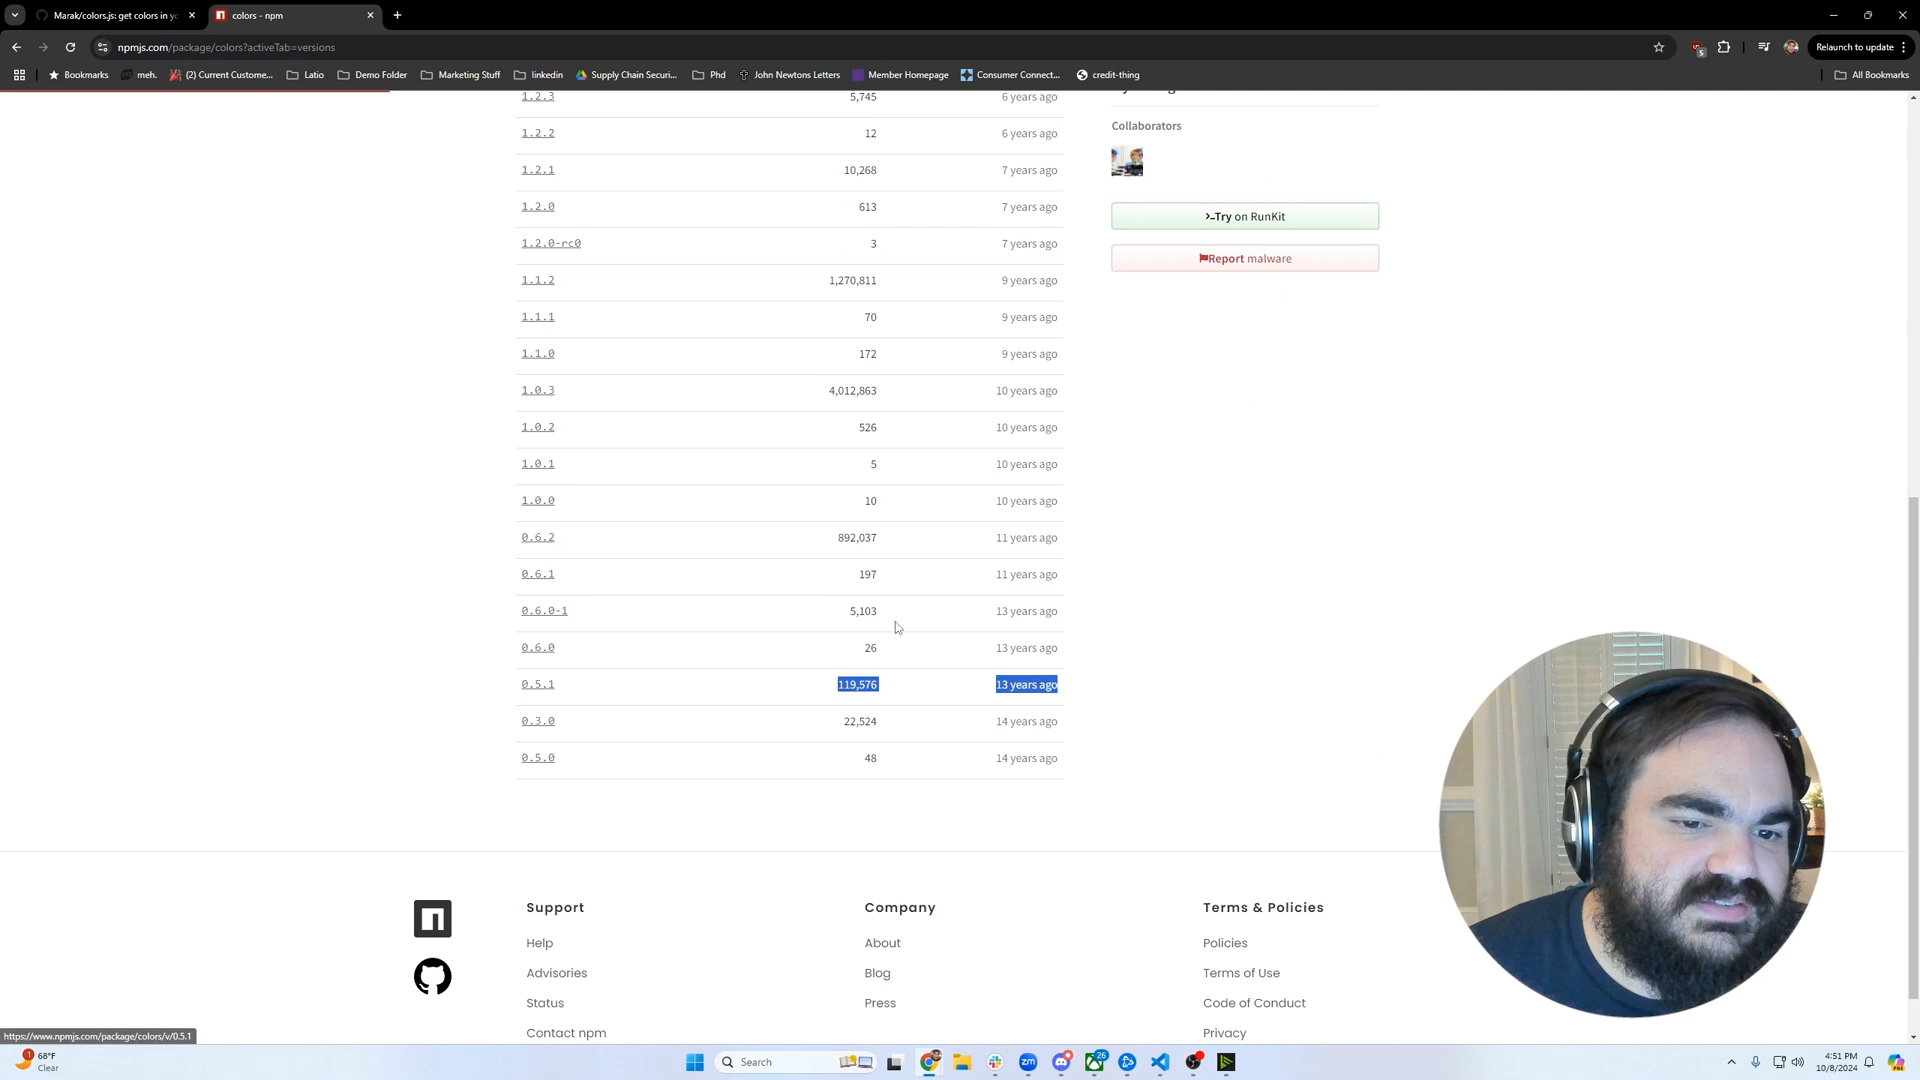 Marak/colors.js: get colors in yo
colors - npm
npmjs.com/package/colors?activeTab=versions
Relaunch to update
Bookmarks
meh.
(2) Current Custome...
Latio
Demo Folder
Marketing Stuff
linkedin
Supply Chain Securi...
Phd
John Newtons Letters
Member Homepage
Consumer Connect...
credit-thing
All Bookmarks
1.2.3 5,745 6 years ago
1.2.2 12 6 years ago
1.2.1 10,268 7 years ago
1.2.0 613 7 years ago
1.2.0-rc0 3 7 years ago
1.1.2 1,270,811 9 years ago
1.1.1 70 9 years ago
1.1.0 172 9 years ago
1.0.3 4,012,863 10 years ago
1.0.2 526 10 years ago
1.0.1 5 10 years ago
1.0.0 10 10 years ago
0.6.2 892,037 11 years ago
0.6.1 197 11 years ago
0.6.0-1 5,103 13 years ago
0.6.0 26 13 years ago
0.5.1 119,576 13 years ago
0.3.0 22,524 14 years ago
0.5.0 48 14 years ago
Collaborators
>-Try on RunKit
Report malware
Support
Help
Advisories
Status
Contact npm
Company
About
Blog
Press
Terms & Policies
Policies
Terms of Use
Code of Conduct
Privacy
https://www.npmjs.com/package/colors/v/0.5.1
1
68°F
Clear
Search
26
4:51 PM
10/8/2024